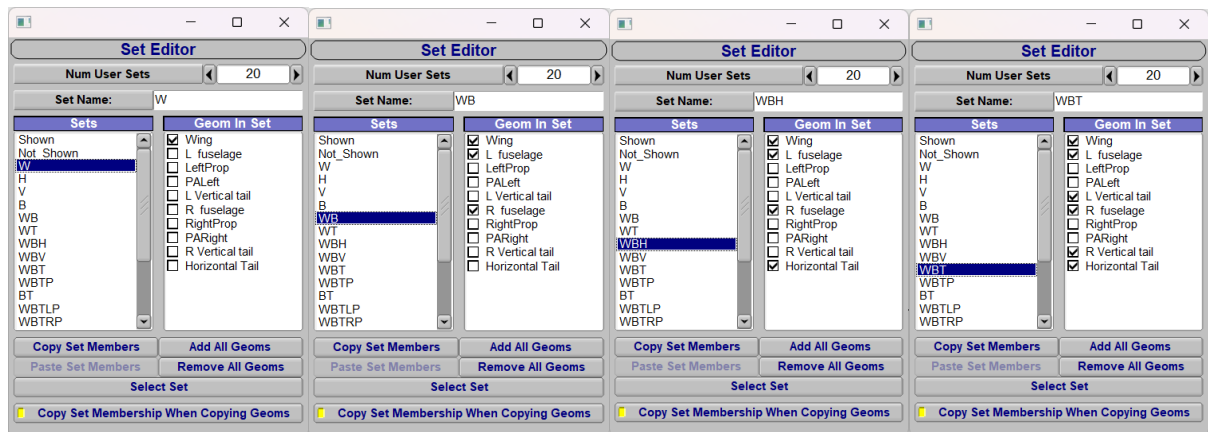 Set Editor
Num User Sets 20
Set Name: W
Sets Geom In Set
Shown
Not_Shown
W
H
V
B
WB
WT
WBH
WBV
WBT
WBTP
BT
WBTLP
WBTRP
Wing
L fuselage
LeftProp
PALeft
L Vertical tail
R fuselage
RightProp
PARight
R Vertical tail
Horizontal Tail
Copy Set Members Add All Geoms
Paste Set Members Remove All Geoms
Select Set
Copy Set Membership When Copying Geoms
Set Editor
Num User Sets 20
Set Name: WB
Sets Geom In Set
Shown
Not_Shown
W
H
V
B
WB
WT
WBH
WBV
WBT
WBTP
BT
WBTLP
WBTRP
Wing
L fuselage
LeftProp
PALeft
L Vertical tail
R fuselage
RightProp
PARight
R Vertical tail
Horizontal Tail
Copy Set Members Add All Geoms
Paste Set Members Remove All Geoms
Select Set
Copy Set Membership When Copying Geoms
Set Editor
Num User Sets 20
Set Name: WBH
Sets Geom In Set
Shown
Not_Shown
W
H
V
B
WB
WT
WBH
WBV
WBT
WBTP
BT
WBTLP
WBTRP
Wing
L fuselage
LeftProp
PALeft
L Vertical tail
R fuselage
RightProp
PARight
R Vertical tail
Horizontal Tail
Copy Set Members Add All Geoms
Paste Set Members Remove All Geoms
Select Set
Copy Set Membership When Copying Geoms
Set Editor
Num User Sets 20
Set Name: WBT
Sets Geom In Set
Shown
Not_Shown
W
H
V
B
WB
WT
WBH
WBV
WBT
WBTP
BT
WBTLP
WBTRP
Wing
L fuselage
LeftProp
PALeft
L Vertical tail
R fuselage
RightProp
PARight
R Vertical tail
Horizontal Tail
Copy Set Members Add All Geoms
Paste Set Members Remove All Geoms
Select Set
Copy Set Membership When Copying Geoms